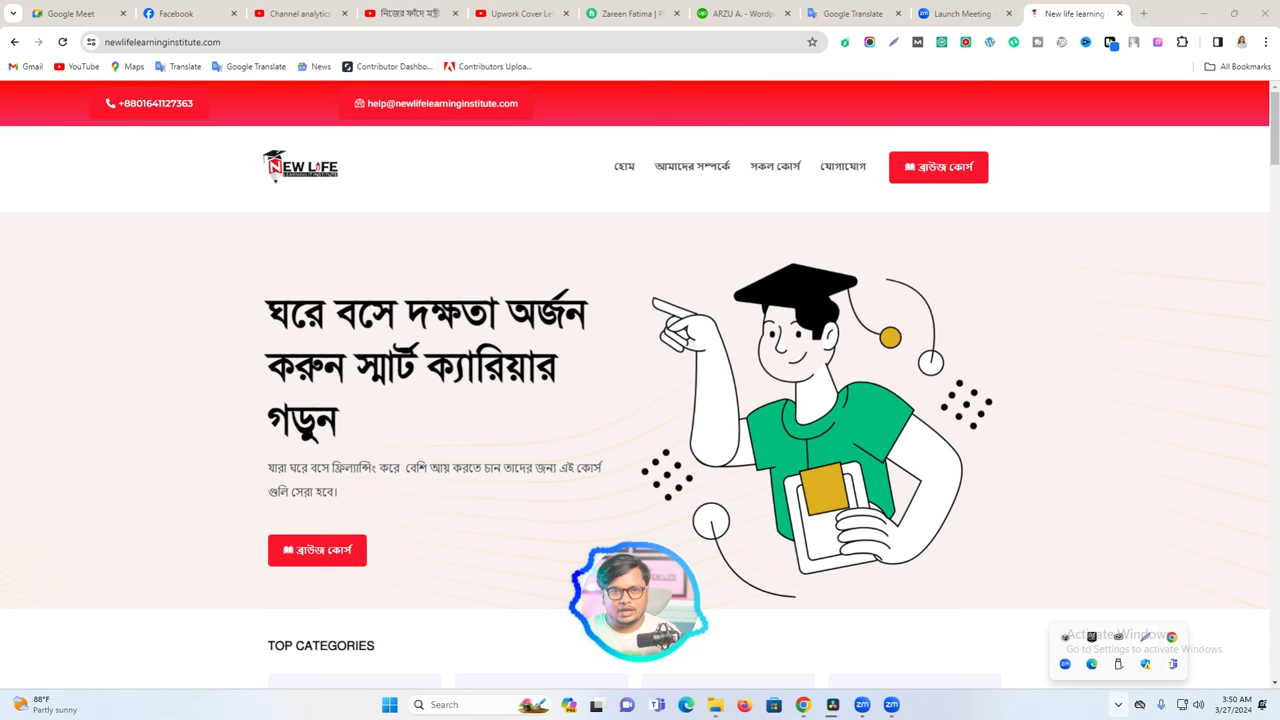 Google Meet
Facebook
Channel analytics
নিজের ফাঁদে মহী
Upwork Cover Le
Zareen Fatima | P
ARZU A. - Wordp
Google Translate
Launch Meeting -
New life learning
newlifelearninginstitute.com
Gmail
YouTube
Maps
Translate
Google Translate
News
Contributor Dashbo...
Contributors Uploa...
All Bookmarks
+8801641127363
help@newlifelearninginstitute.com
NEW LIFE
LEARNING IT INSTITUTE
হোম
আমাদের সম্পর্কে
সকল কোর্স
যোগাযোগ
ব্রাউজ কোর্স
ঘরে বসে দক্ষতা অর্জন
করুন স্মার্ট ক্যারিয়ার
গড়ুন
যারা ঘরে বসে ফ্রিল্যান্সিং করে বেশি আয় করতে চান তাদের জন্য এই কোর্স
গুলি সেরা হবে।
ব্রাউজ কোর্স
TOP CATEGORIES
Activate Windows
Go to Settings to activate Windows.
88°F
Partly sunny
Search
3:50 AM
3/27/2024